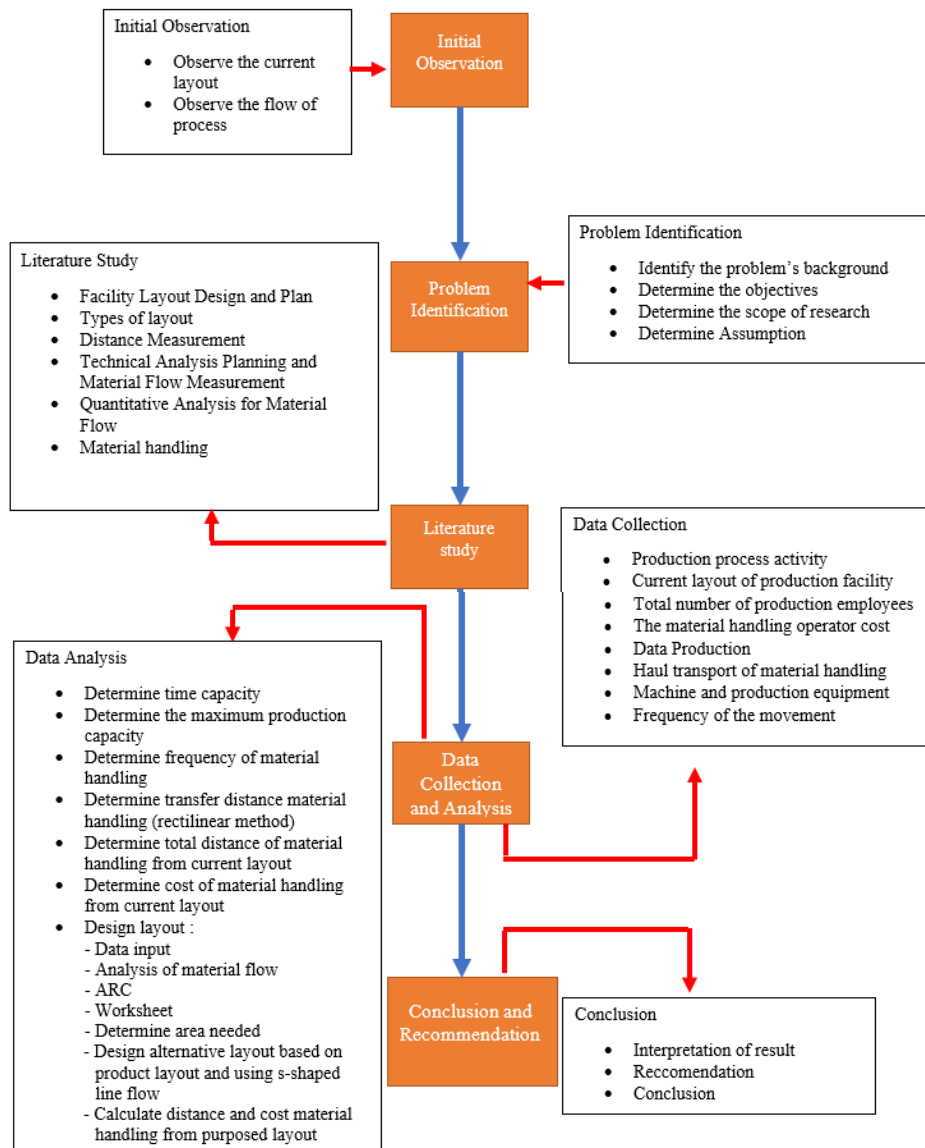 Initial Observation
• Observe the current
layout
• Observe the flow of
process
Initial
Observation
Problem Identification
• Identify the problem's background
• Determine the objectives
• Determine the scope of research
• Determine Assumption
Problem
Identification
Literature Study
• Facility Layout Design and Plan
• Types of layout
• Distance Measurement
• Technical Analysis Planning and
Material Flow Measurement
• Quantitative Analysis for Material
Flow
• Material handling
Literature
study
Data Collection
• Production process activity
• Current layout of production facility
• Total number of production employees
• The material handling operator cost
• Data Production
• Haul transport of material handling
• Machine and production equipment
• Frequency of the movement
Data
Collection
and Analysis
Data Analysis
• Determine time capacity
• Determine the maximum production
capacity
• Determine frequency of material
handling
• Determine transfer distance material
handling (rectilinear method)
• Determine total distance of material
handling from current layout
• Determine cost of material handling
from current layout
• Design layout :
- Data input
- Analysis of material flow
- ARC
- Worksheet
- Determine area needed
- Design alternative layout based on
product layout and using s-shaped
line flow
- Calculate distance and cost material
handling from purposed layout
Conclusion and
Recommendation
Conclusion
• Interpretation of result
• Reccomendation
• Conclusion